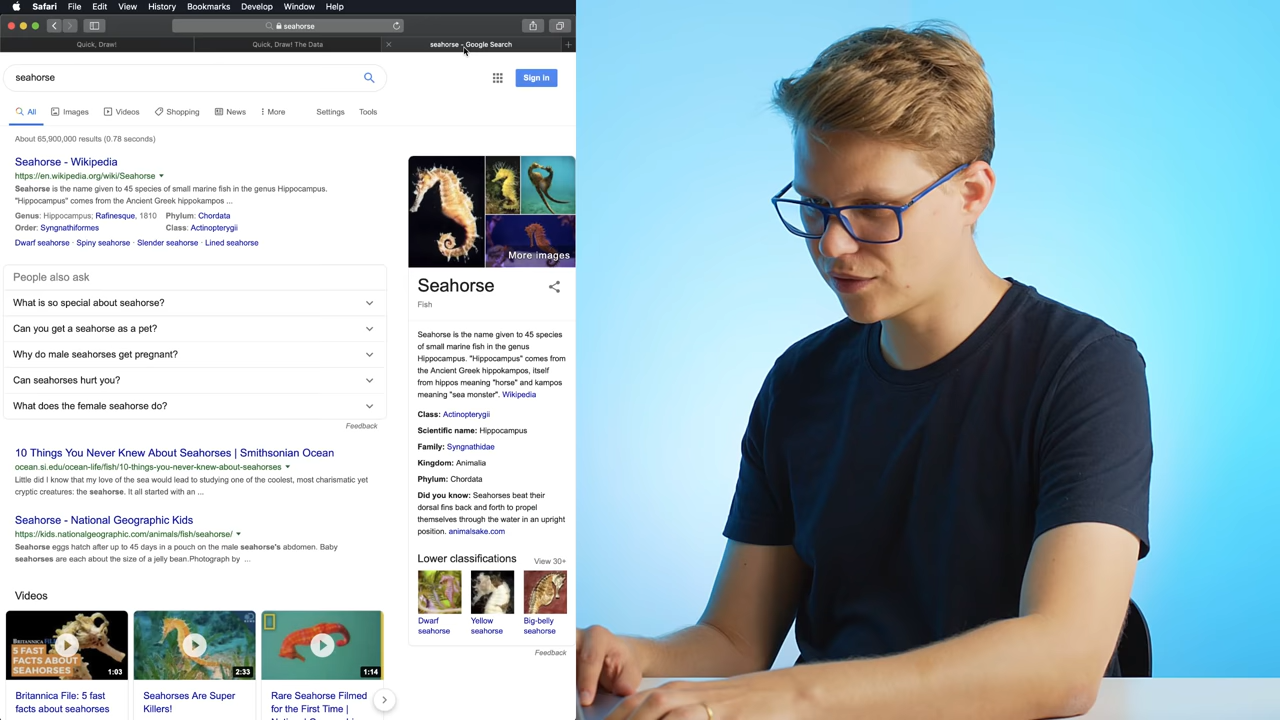 Safari File Edit View History Bookmarks Develop Window Help
seahorse
Quick, Draw!
Quick, Draw! The Data
seahorse - Google Search
seahorse
Sign in
All Images Videos Shopping News More Settings Tools
About 65,900,000 results (0.78 seconds)
Seahorse - Wikipedia
https://en.wikipedia.org/wiki/Seahorse
Seahorse is the name given to 45 species of small marine fish in the genus Hippocampus.
"Hippocampus" comes from the Ancient Greek hippokampos ...
Genus: Hippocampus; Rafinesque, 1810 Phylum: Chordata
Order: Syngnathiformes Class: Actinopterygii
Dwarf seahorse · Spiny seahorse · Slender seahorse · Lined seahorse
People also ask
What is so special about seahorse?
Can you get a seahorse as a pet?
Why do male seahorses get pregnant?
Can seahorses hurt you?
What does the female seahorse do?
Feedback
10 Things You Never Knew About Seahorses | Smithsonian Ocean
ocean.si.edu/ocean-life/fish/10-things-you-never-knew-about-seahorses
Little did I know that my love of the sea would lead to studying one of the coolest, most charismatic yet
cryptic creatures: the seahorse. It all started with an ...
Seahorse - National Geographic Kids
https://kids.nationalgeographic.com/animals/fish/seahorse/
Seahorse eggs hatch after up to 45 days in a pouch on the male seahorse's abdomen. Baby
seahorses are each about the size of a jelly bean.Photograph by ...
Videos
BRITANNICA FILE:
5 FAST
FACTS ABOUT
SEAHORSES
1:03
2:33
1:14
Britannica File: 5 fast
facts about seahorses
Seahorses Are Super
Killers!
Rare Seahorse Filmed
for the First Time |
More images
Seahorse
Fish
Seahorse is the name given to 45 species
of small marine fish in the genus
Hippocampus. "Hippocampus" comes from
the Ancient Greek hippokampos, itself
from hippos meaning "horse" and kampos
meaning "sea monster". Wikipedia
Class: Actinopterygii
Scientific name: Hippocampus
Family: Syngnathidae
Kingdom: Animalia
Phylum: Chordata
Did you know: Seahorses beat their
dorsal fins back and forth to propel
themselves through the water in an upright
position. animalsake.com
Lower classifications View 30+
Dwarf
seahorse
Yellow
seahorse
Big-belly
seahorse
Feedback